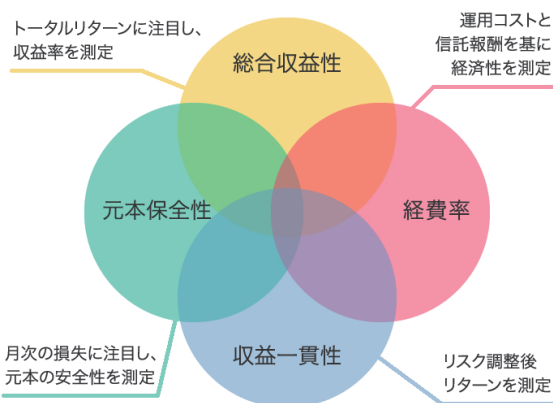 トータルリターンに注目し、
収益率を測定
運用コストと
信託報酬を基に
経済性を測定
総合収益性
元本保全性
経費率
収益一貫性
月次の損失に注目し、
元本の安全性を測定
リスク調整後
リターンを測定